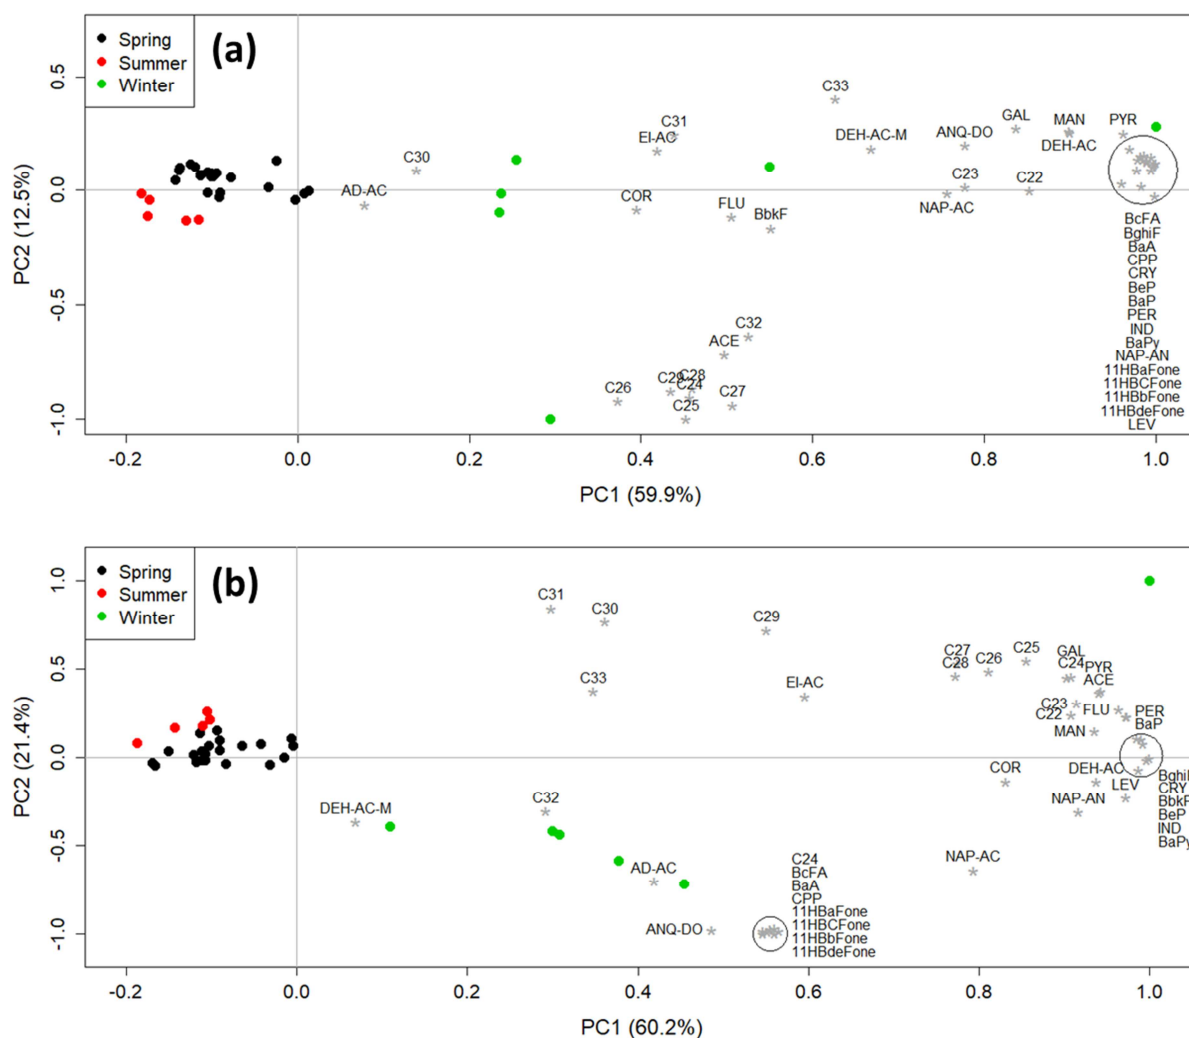 Spring
Summer
Winter
(a)
C33
C31
EI-AC
C30
AD-AC
COR
FLU
BbkF
DEH-AC-M
ANQ-DO
GAL
MAN
DEH-AC
PYR
C23
C22
NAP-AC
C32
ACE
C28
C29
C24
C26
C27
C25
BcFA
BghiF
BaA
CPP
CRY
BeP
BaP
PER
IND
BaPy
NAP-AN
11HBaFone
11HBCFone
11HBbFone
11HBdeFone
LEV
0.5
0.0
-0.5
-1.0
PC2 (12.5%)
-0.2 0.0 0.2 0.4 0.6 0.8 1.0
PC1 (59.9%)
Spring
Summer
Winter
(b)
C31
C30
C29
C33
EI-AC
C27
C28
C26
C25
GAL
C24
PYR
ACE
C23
C22
FLU
PER
BaP
MAN
COR
DEH-AC
LEV
NAP-AN
BghiF
CRY
BbkF
BeP
IND
BaPy
DEH-AC-M
C32
AD-AC
NAP-AC
ANQ-DO
C24
BcFA
BaA
CPP
11HBaFone
11HBCFone
11HBbFone
11HBdeFone
1.0
0.5
0.0
-0.5
-1.0
PC2 (21.4%)
-0.2 0.0 0.2 0.4 0.6 0.8 1.0
PC1 (60.2%)